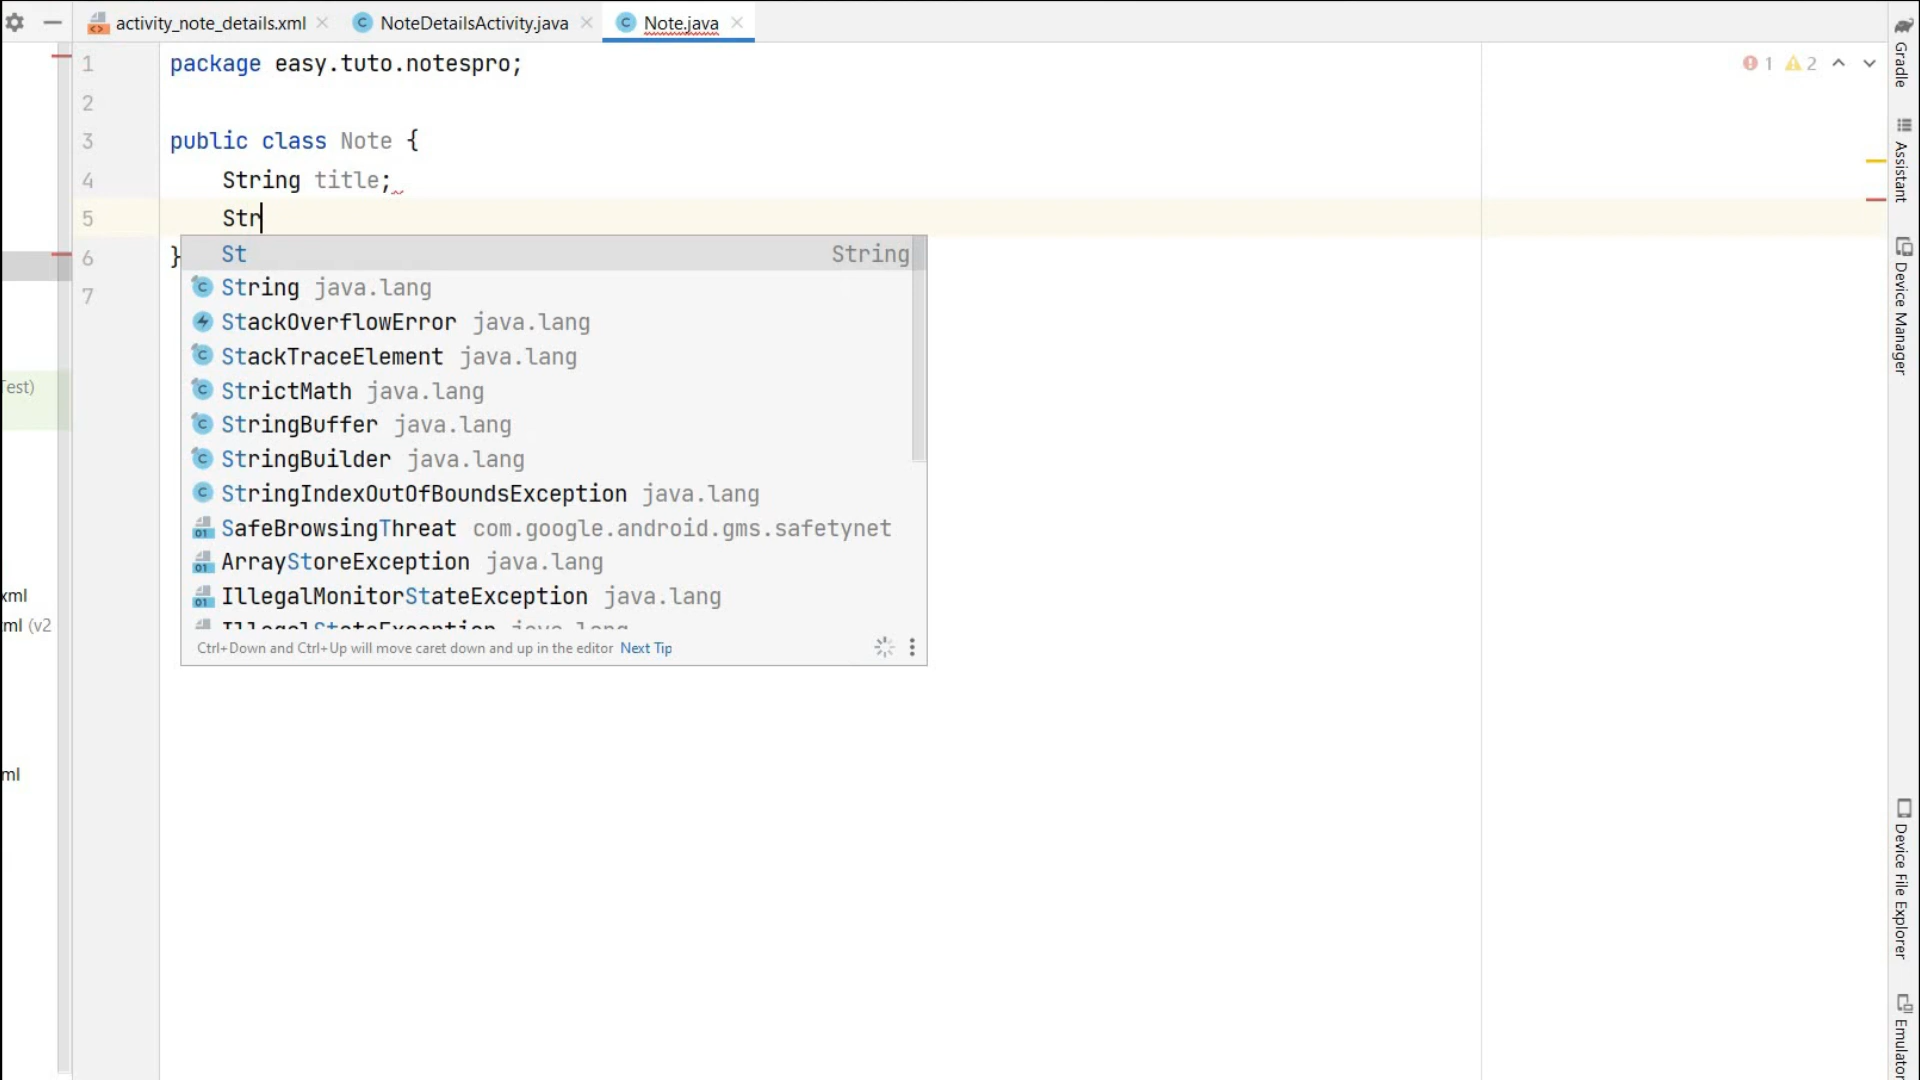 activity_note_details.xml NoteDetailsActivity.java Note.java
1 package easy.tuto.notespro; 1 2
2
3 public class Note {
4 String title;
5 Str
6 }
7
St String
String java.lang
StackOverflowError java.lang
StackTraceElement java.lang
StrictMath java.lang
StringBuffer java.lang
StringBuilder java.lang
StringIndexOutOfBoundsException java.lang
SafeBrowsingThreat com.google.android.gms.safetynet
ArrayStoreException java.lang
IllegalMonitorStateException java.lang
IllegalStateException java.lang
Ctrl+Down and Ctrl+Up will move caret down and up in the editor Next Tip
Test)
xml
ml (v2
ml
Gradle
Assistant
Device Manager
Device File Explorer
Emulator